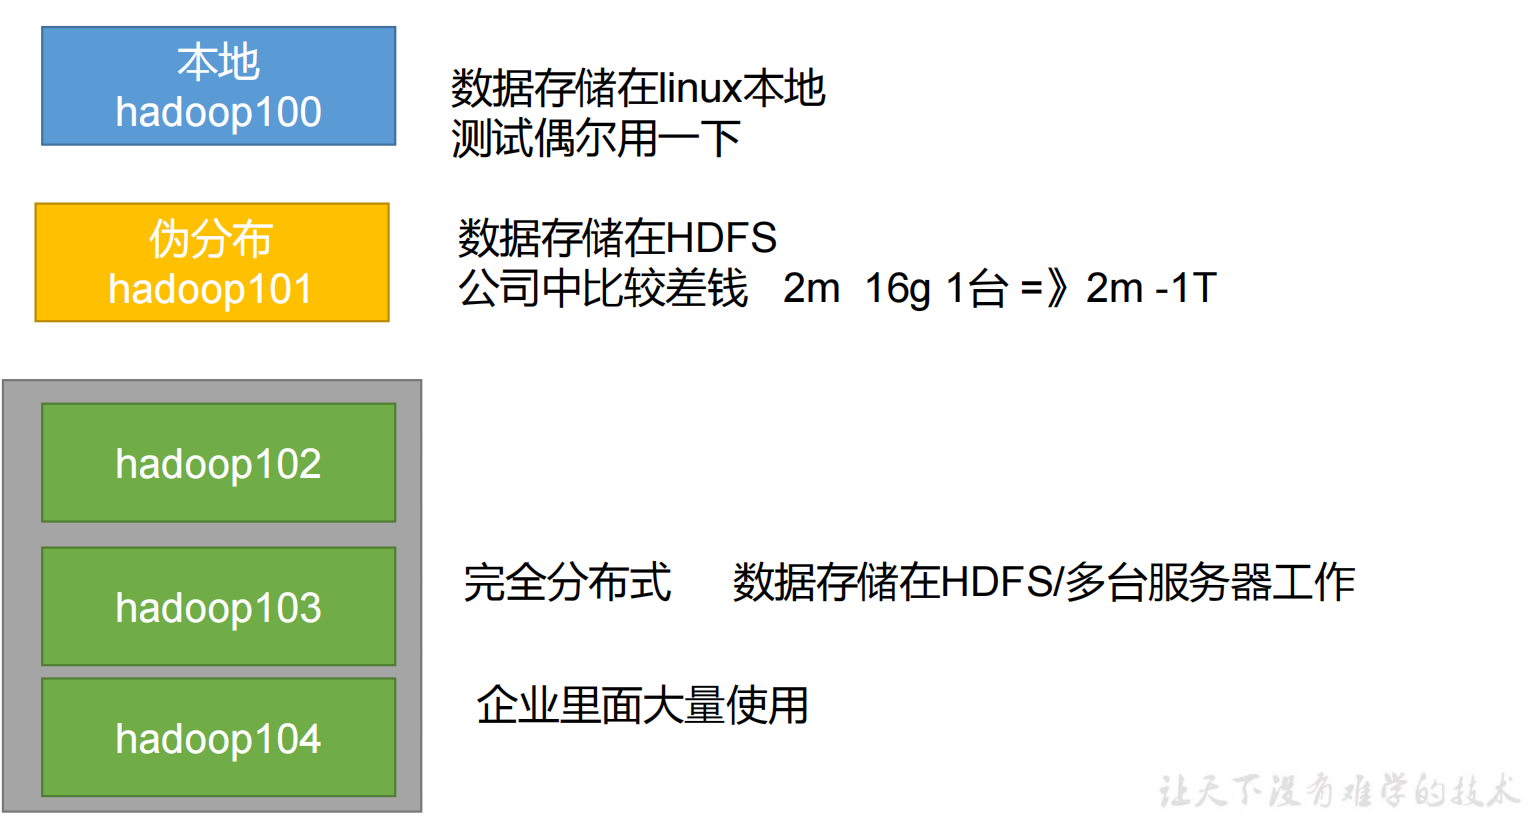 本地
hadoop100
数据存储在linux本地
测试偶尔用一下
伪分布
hadoop101
数据存储在HDFS
公司中比较差钱 2m 16g 1台 =》2m -1T
hadoop102
hadoop103
完全分布式 数据存储在HDFS/多台服务器工作
hadoop104
企业里面大量使用
让天下没有难学的技术